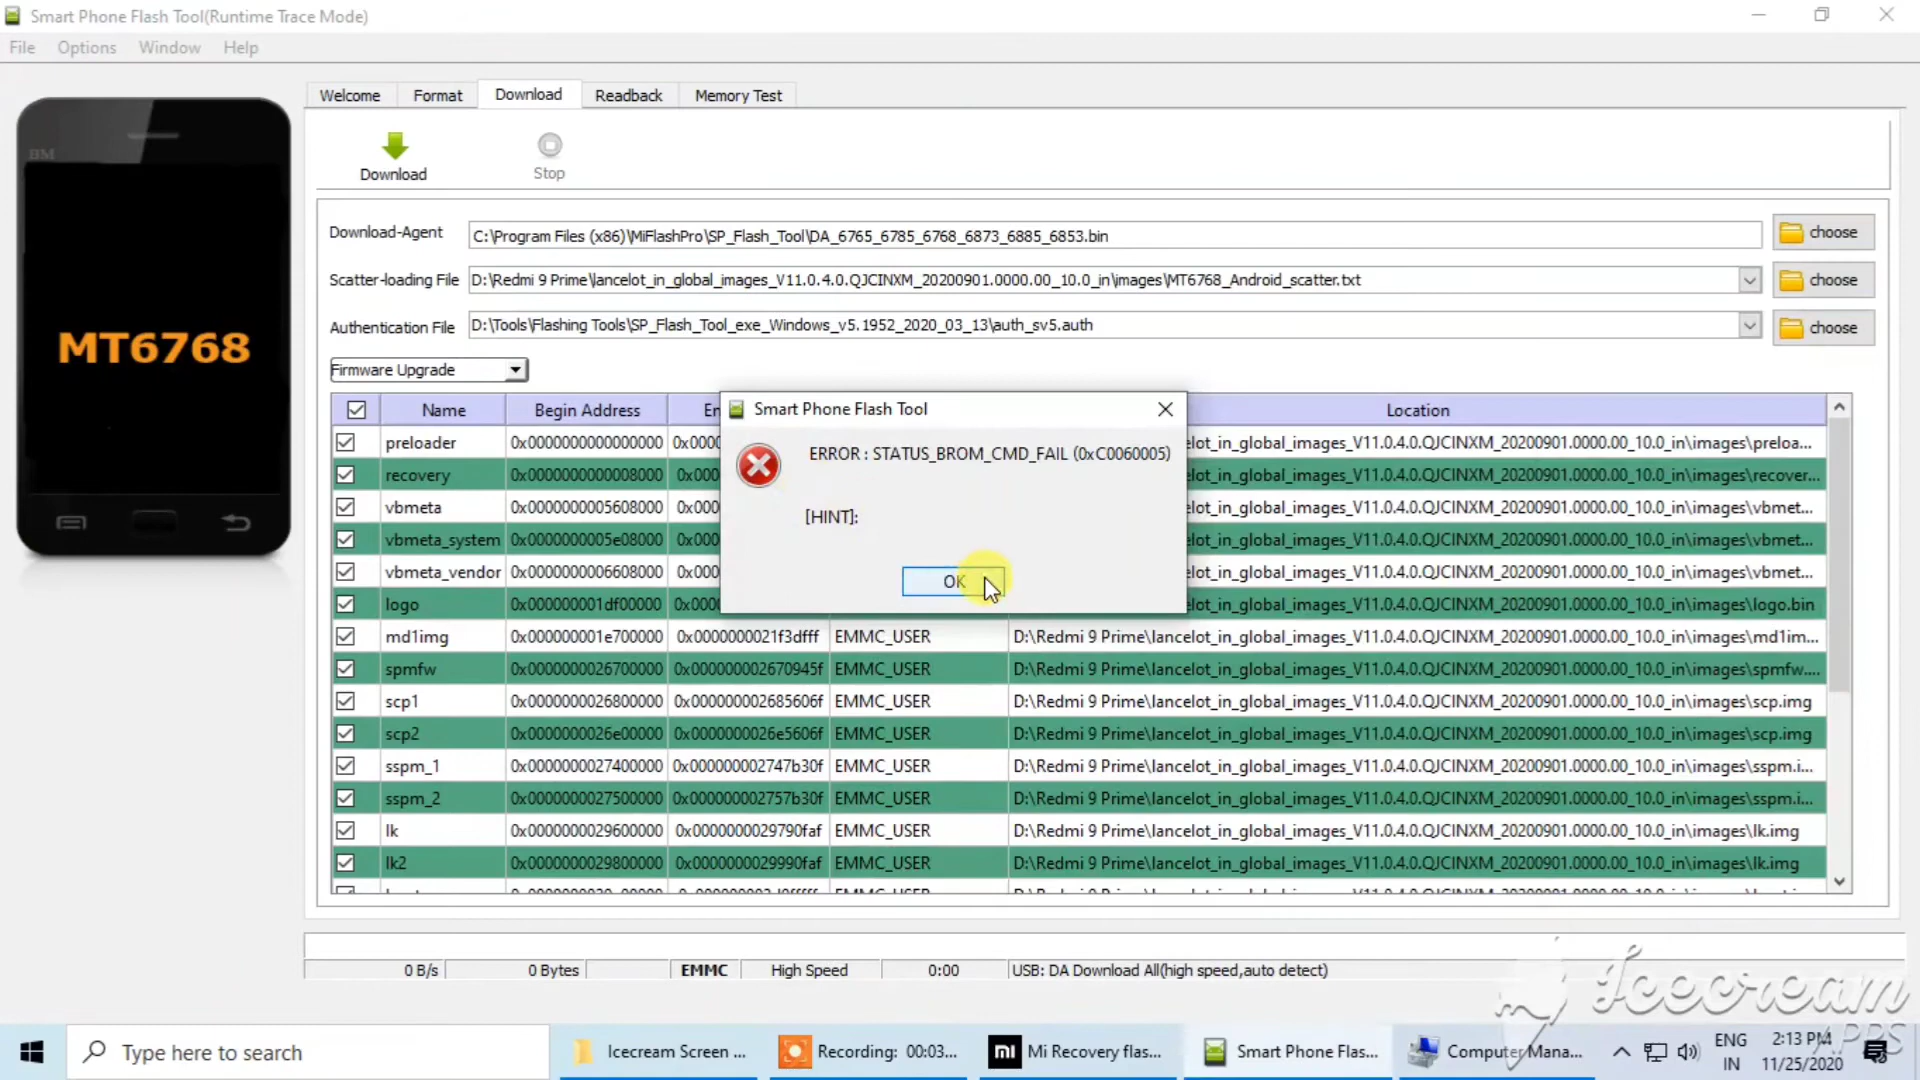 Smart Phone Flash Tool(Runtime Trace Mode)
File Options Window Help
Welcome Format Download Readback Memory Test
BM
Download Stop
Download-Agent C:\Program Files (x86)\MiFlashPro\SP_Flash_Tool\DA_6765_6785_6768_6873_6885_6853.bin choose
Scatter-loading File D:\Redmi 9 Prime\lancelot_in_global_images_V11.0.4.0.QJCINXM_20200901.0000.00_10.0_in\images\MT6768_Android_scatter.txt choose
Authentication File D:\Tools\Flashing Tools\SP_Flash_Tool_exe_Windows_v5.1952_2020_03_13\auth_sv5.auth choose
MT6768
Firmware Upgrade
Name Begin Address En Location
Smart Phone Flash Tool
ERROR : STATUS_BROM_CMD_FAIL (0xC0060005)
[HINT]:
OK
preloader 0x0000000000000000 0x0000 elot_in_global_images_V11.0.4.0.QJCINXM_20200901.0000.00_10.0_in\images\preloa...
recovery 0x0000000000008000 0x000 elot_in_global_images_V11.0.4.0.QJCINXM_20200901.0000.00_10.0_in\images\recover...
vbmeta 0x0000000005608000 0x000 elot_in_global_images_V11.0.4.0.QJCINXM_20200901.0000.00_10.0_in\images\vbmet...
vbmeta_system 0x0000000005e08000 0x000 elot_in_global_images_V11.0.4.0.QJCINXM_20200901.0000.00_10.0_in\images\vbmet...
vbmeta_vendor 0x0000000006608000 0x000 elot_in_global_images_V11.0.4.0.QJCINXM_20200901.0000.00_10.0_in\images\vbmet...
logo 0x000000001df00000 0x000 elot_in_global_images_V11.0.4.0.QJCINXM_20200901.0000.00_10.0_in\images\logo.bin
md1img 0x000000001e700000 0x0000000021f3dfff EMMC_USER D:\Redmi 9 Prime\lancelot_in_global_images_V11.0.4.0.QJCINXM_20200901.0000.00_10.0_in\images\md1im...
spmfw 0x0000000026700000 0x000000002670945f EMMC_USER D:\Redmi 9 Prime\lancelot_in_global_images_V11.0.4.0.QJCINXM_20200901.0000.00_10.0_in\images\spmfw....
scp1 0x0000000026800000 0x000000002685606f EMMC_USER D:\Redmi 9 Prime\lancelot_in_global_images_V11.0.4.0.QJCINXM_20200901.0000.00_10.0_in\images\scp.img
scp2 0x0000000026e00000 0x0000000026e5606f EMMC_USER D:\Redmi 9 Prime\lancelot_in_global_images_V11.0.4.0.QJCINXM_20200901.0000.00_10.0_in\images\scp.img
sspm_1 0x0000000027400000 0x000000002747b30f EMMC_USER D:\Redmi 9 Prime\lancelot_in_global_images_V11.0.4.0.QJCINXM_20200901.0000.00_10.0_in\images\sspm.i...
sspm_2 0x0000000027500000 0x000000002757b30f EMMC_USER D:\Redmi 9 Prime\lancelot_in_global_images_V11.0.4.0.QJCINXM_20200901.0000.00_10.0_in\images\sspm.i...
lk 0x0000000029600000 0x0000000029790faf EMMC_USER D:\Redmi 9 Prime\lancelot_in_global_images_V11.0.4.0.QJCINXM_20200901.0000.00_10.0_in\images\lk.img
lk2 0x0000000029800000 0x0000000029990faf EMMC_USER D:\Redmi 9 Prime\lancelot_in_global_images_V11.0.4.0.QJCINXM_20200901.0000.00_10.0_in\images\lk.img
0 B/s 0 Bytes EMMC High Speed 0:00 USB: DA Download All(high speed,auto detect)
Icecream
APPS
Type here to search Icecream Screen ... Recording: 00:03... Mi Recovery flas... Smart Phone Flas... Computer Mana... ENG 2:13 PM
IN 11/25/2020